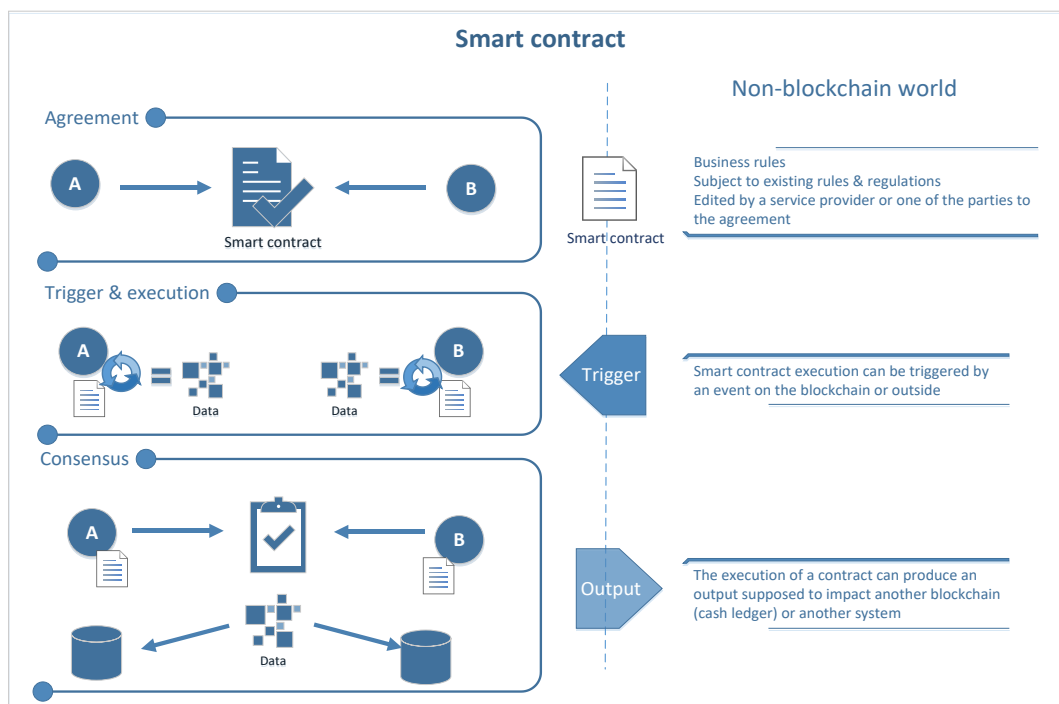 Smart contract
Non-blockchain world
Agreement
A
B
Smart contract
Smart contract
Business rules
Subject to existing rules & regulations
Edited by a service provider or one of the parties to
the agreement
Trigger & execution
A
B
Data
Data
Trigger
Smart contract execution can be triggered by
an event on the blockchain or outside
Consensus
A
B
Data
Output
The execution of a contract can produce an
output supposed to impact another blockchain
(cash ledger) or another system